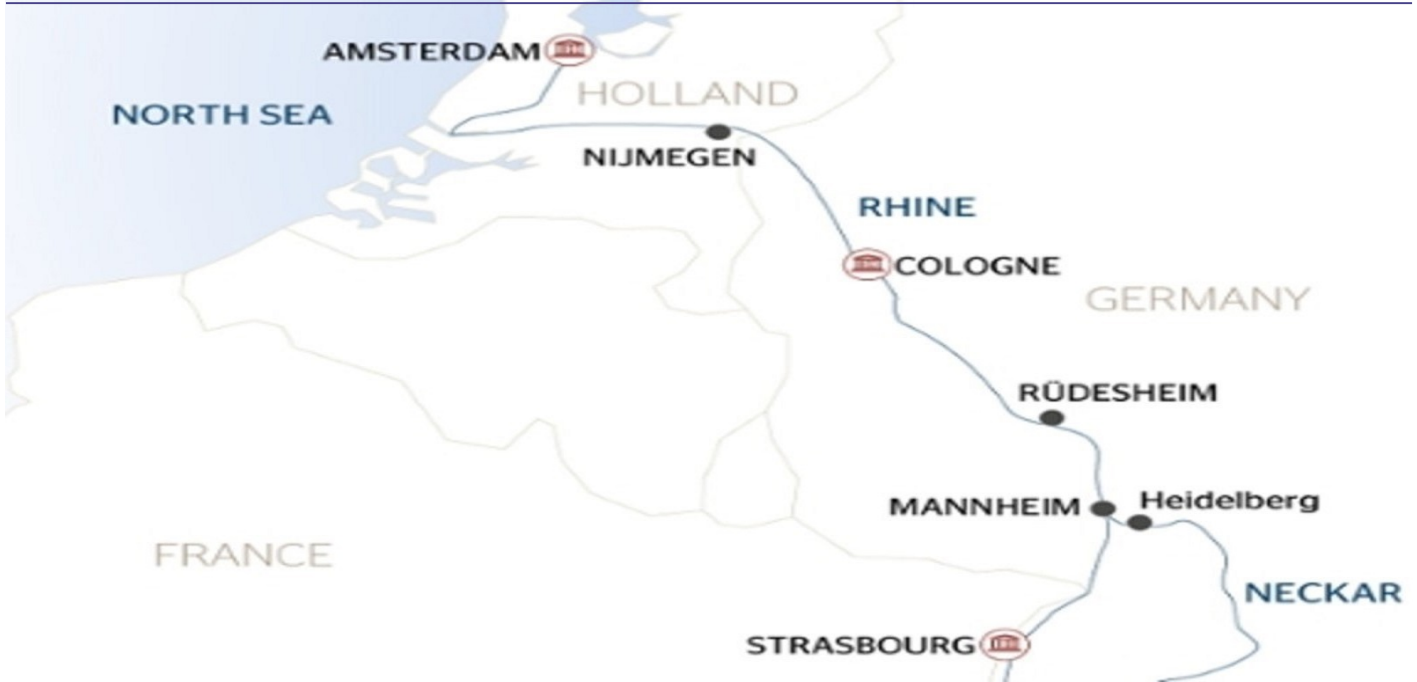 AMSTERDAM
HOLLAND
NORTH SEA
NIJMEGEN
RHINE
COLOGNE
GERMANY
RÜDESHEIM
MANNHEIM
Heidelberg
FRANCE
NECKAR
STRASBOURG